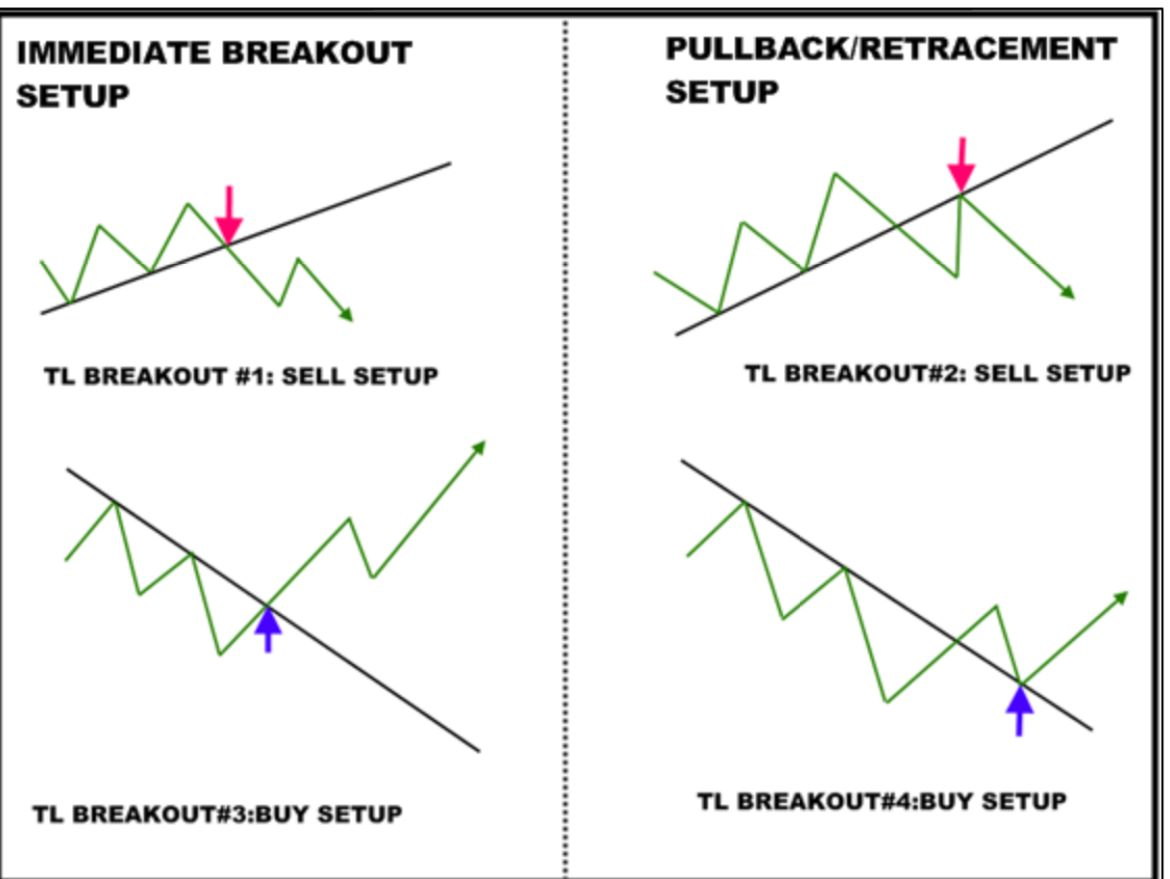 IMMEDIATE BREAKOUT
SETUP
PULLBACK/RETRACEMENT
SETUP
TL BREAKOUT #1: SELL SETUP
TL BREAKOUT#2: SELL SETUP
TL BREAKOUT#3:BUY SETUP
TL BREAKOUT#4:BUY SETUP